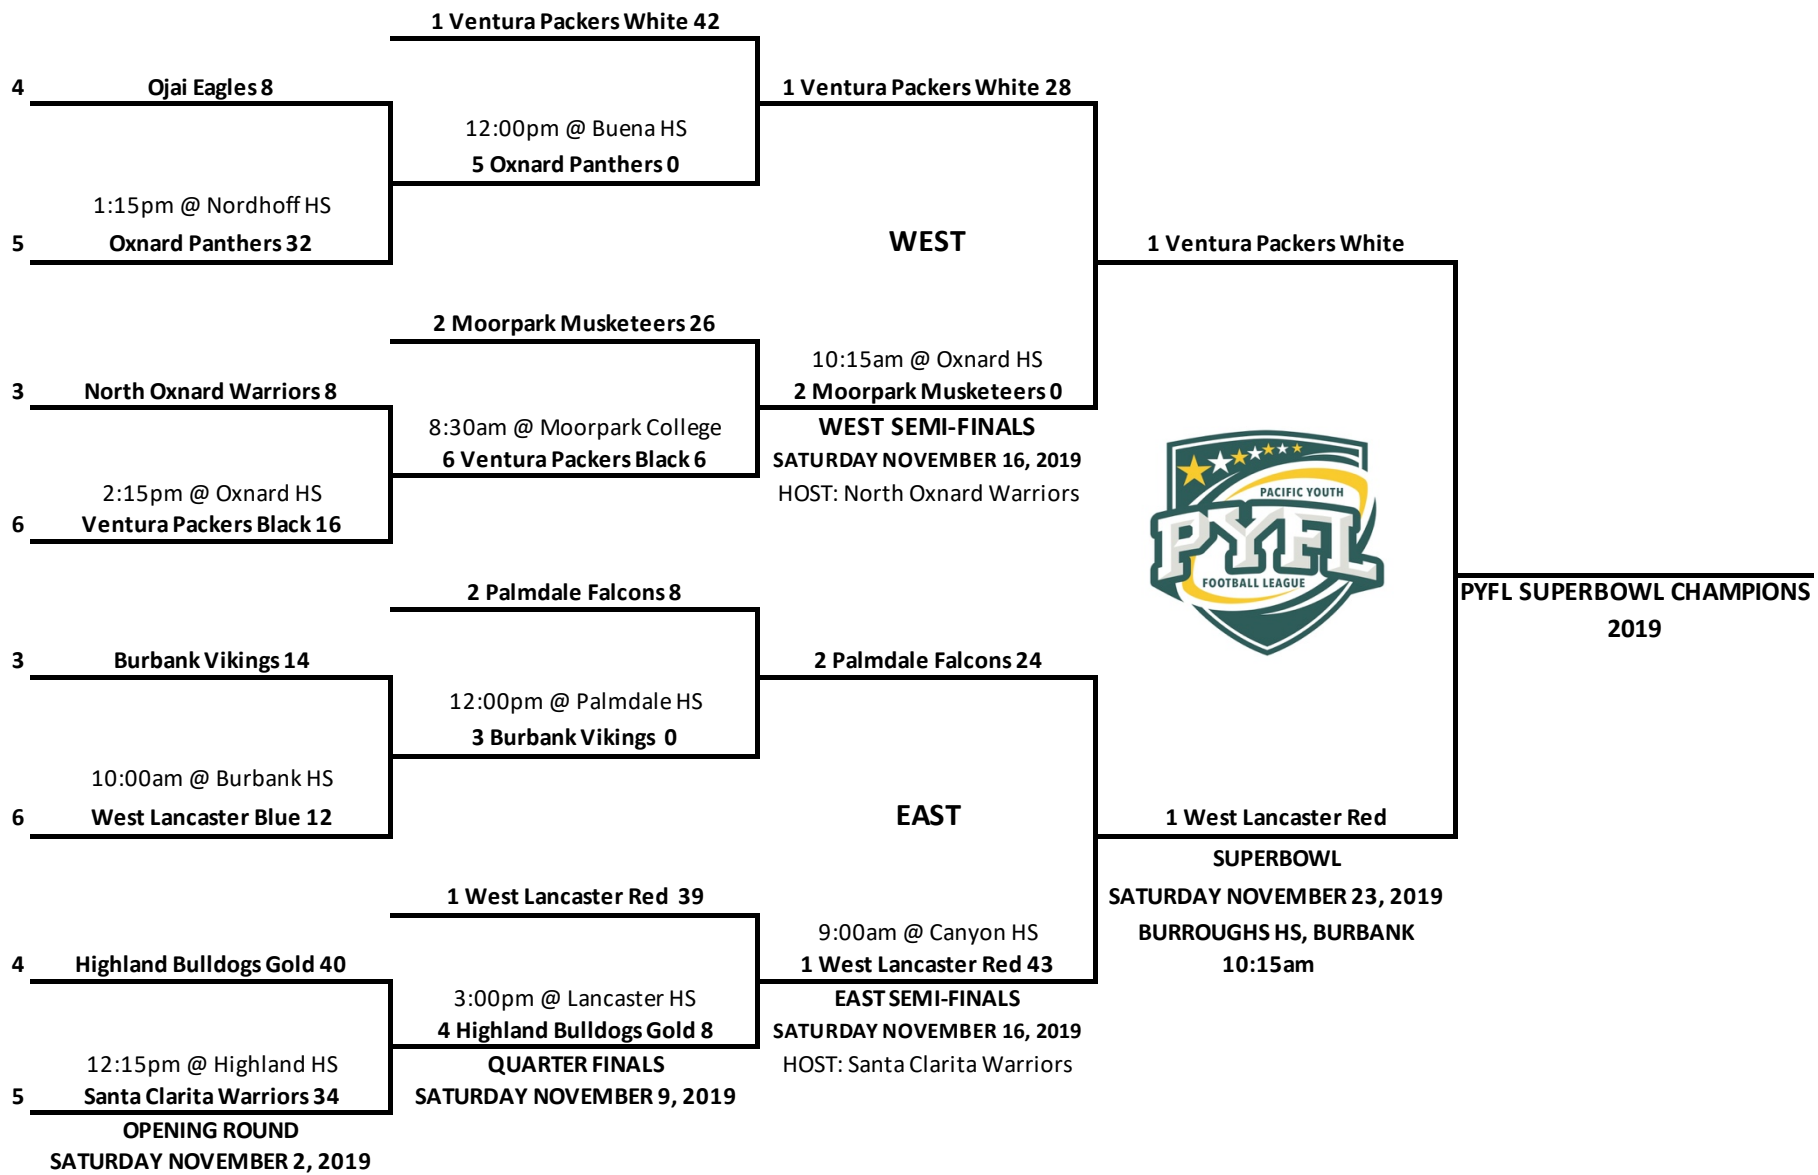 1 Ventura Packers White 42
4 Ojai Eagles 8
1 Ventura Packers White 28
12:00pm @ Buena HS
5 Oxnard Panthers 0
1:15pm @ Nordhoff HS
5 Oxnard Panthers 32
WEST
1 Ventura Packers White
2 Moorpark Musketeers 26
10:15am @ Oxnard HS
3 North Oxnard Warriors 8
2 Moorpark Musketeers 0
8:30am @ Moorpark College
WEST SEMI-FINALS
6 Ventura Packers Black 6
SATURDAY NOVEMBER 16, 2019
2:15pm @ Oxnard HS
HOST: North Oxnard Warriors
6 Ventura Packers Black 16
PACIFIC YOUTH
PYFL
FOOTBALL LEAGUE
2 Palmdale Falcons 8
PYFL SUPERBOWL CHAMPIONS
2019
3 Burbank Vikings 14
2 Palmdale Falcons 24
12:00pm @ Palmdale HS
3 Burbank Vikings 0
10:00am @ Burbank HS
6 West Lancaster Blue 12
EAST
1 West Lancaster Red
SUPERBOWL
1 West Lancaster Red 39
SATURDAY NOVEMBER 23, 2019
9:00am @ Canyon HS
BURROUGHS HS, BURBANK
4 Highland Bulldogs Gold 40
1 West Lancaster Red 43
10:15am
3:00pm @ Lancaster HS
EAST SEMI-FINALS
4 Highland Bulldogs Gold 8
SATURDAY NOVEMBER 16, 2019
12:15pm @ Highland HS
QUARTER FINALS
HOST: Santa Clarita Warriors
5 Santa Clarita Warriors 34
SATURDAY NOVEMBER 9, 2019
OPENING ROUND
SATURDAY NOVEMBER 2, 2019